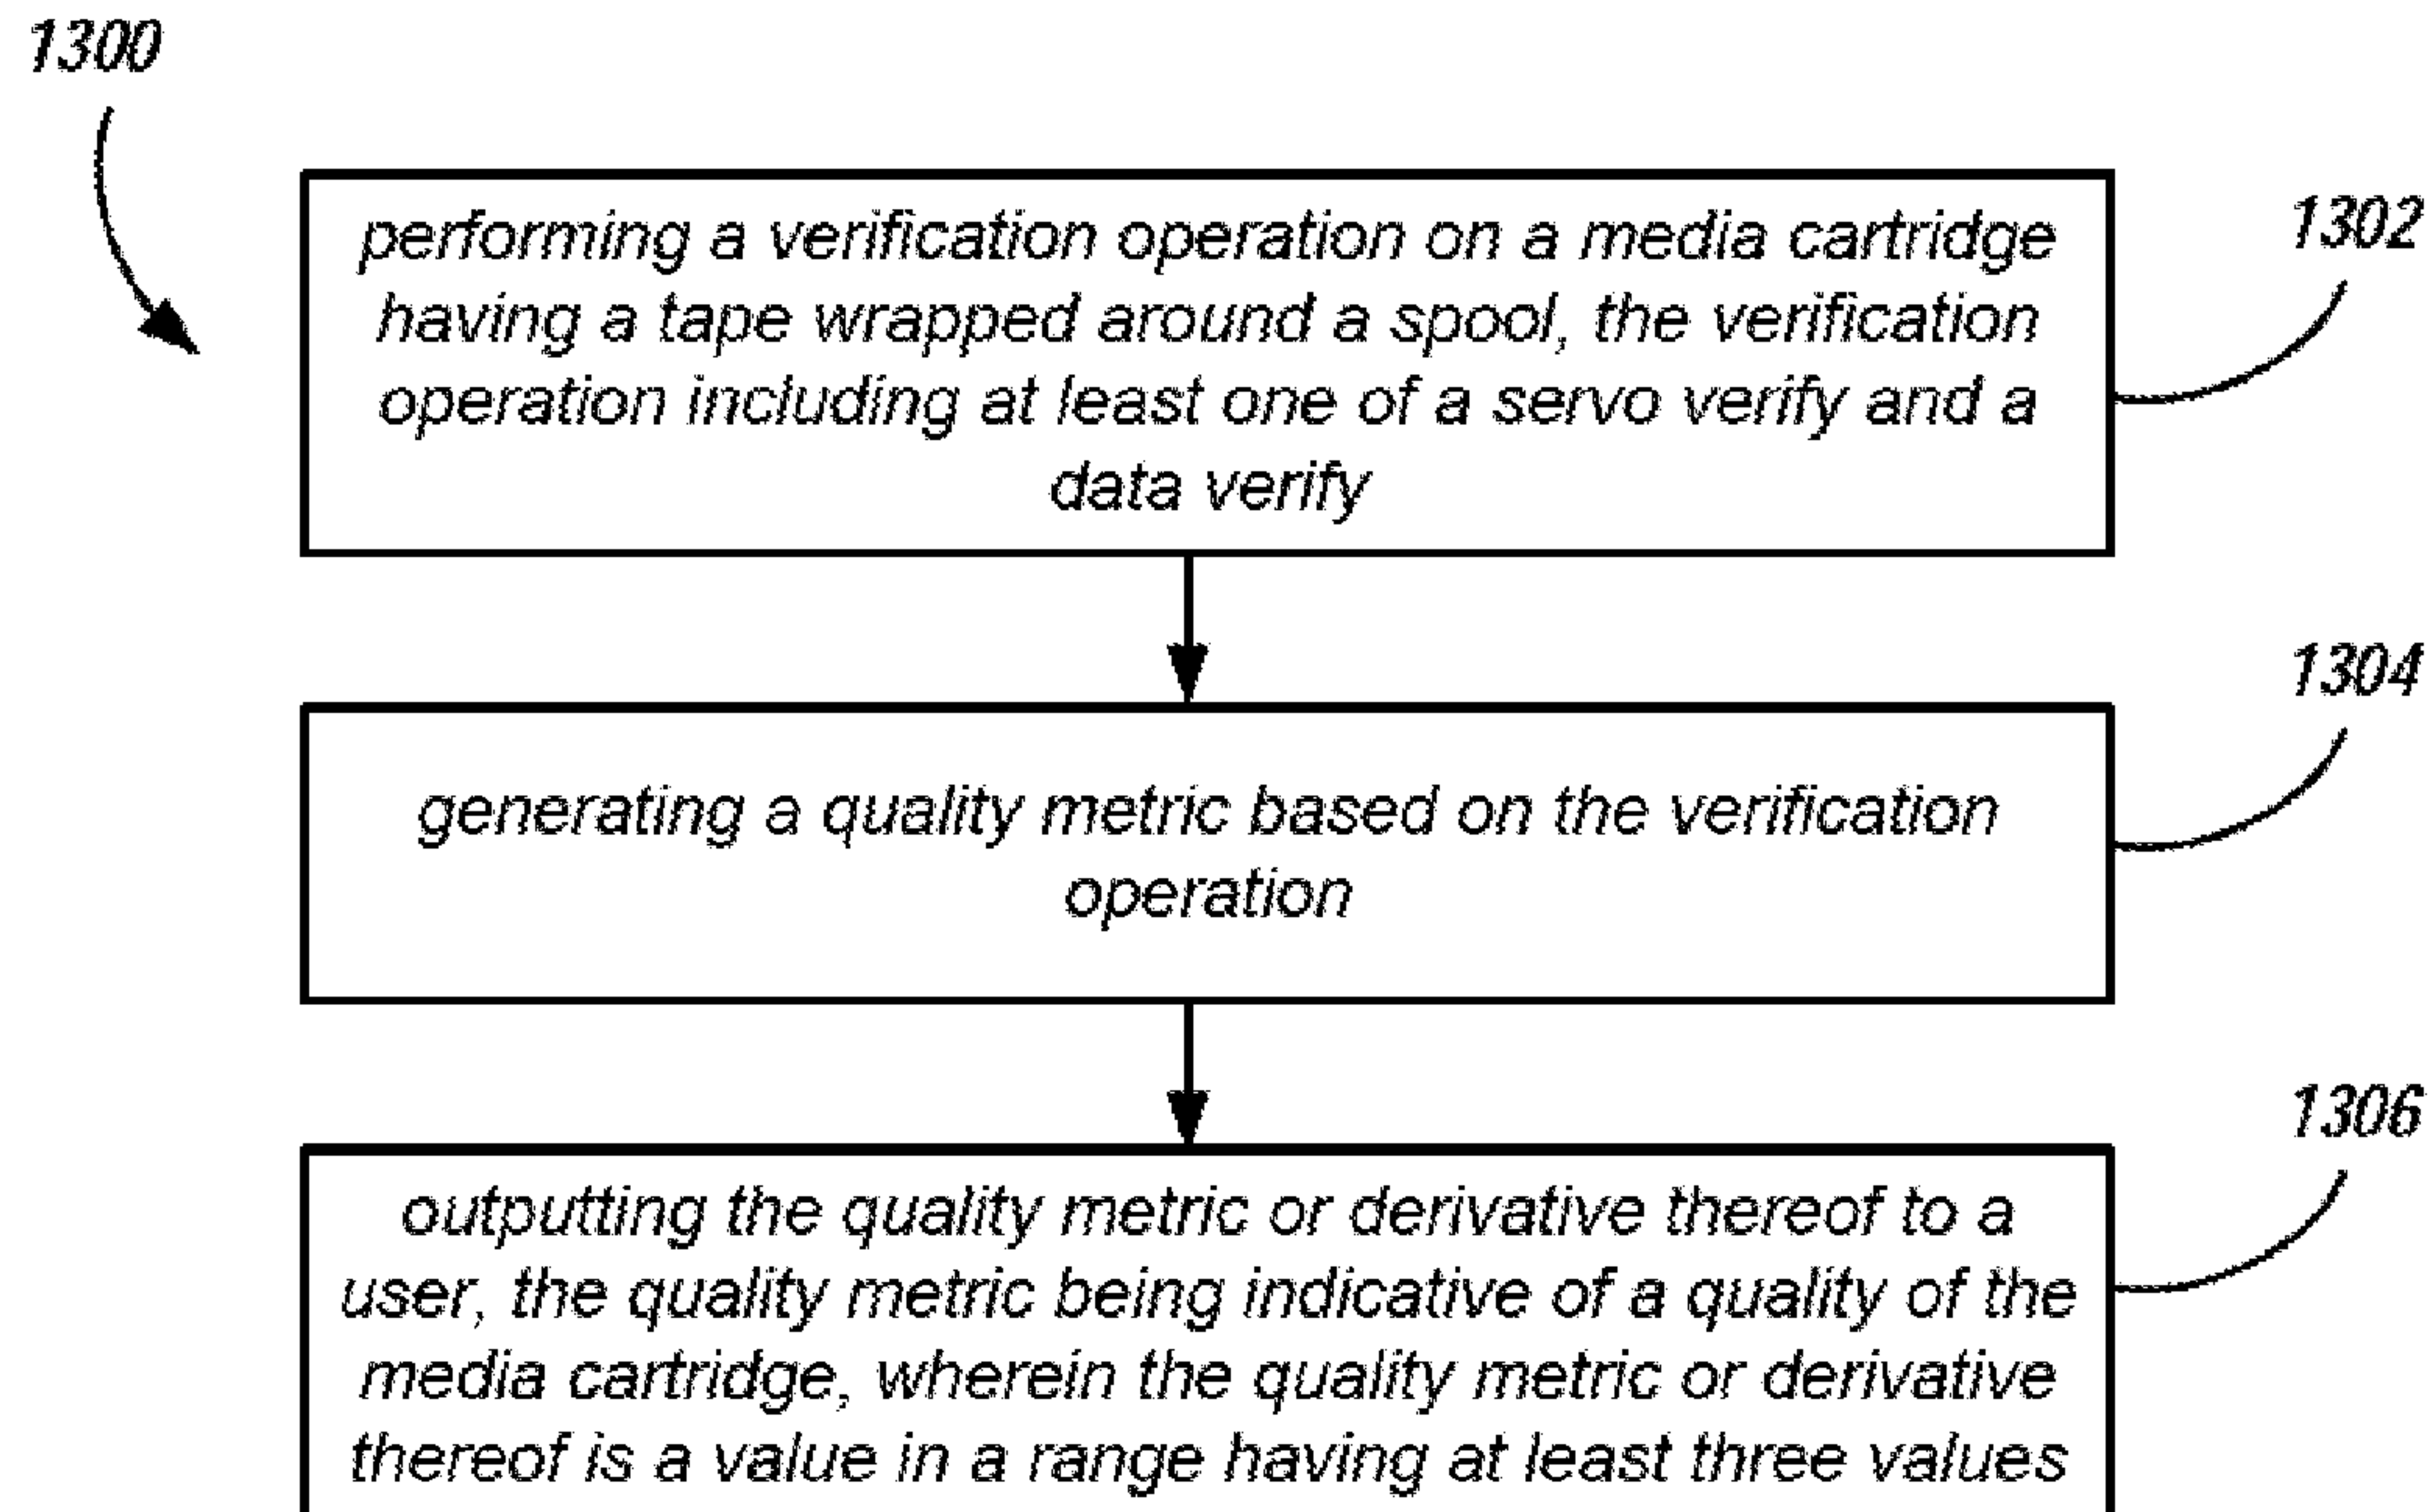 1300
performing a verification operation on a media cartridge
having a tape wrapped around a spool, the verification
operation including at least one of a servo verify and a
data verify
1302
generating a quality metric based on the verification
operation
1304
outputting the quality metric or derivative thereof to a
user, the quality metric being indicative of a quality of the
media cartridge, wherein the quality metric or derivative
thereof is a value in a range having at least three values
1306